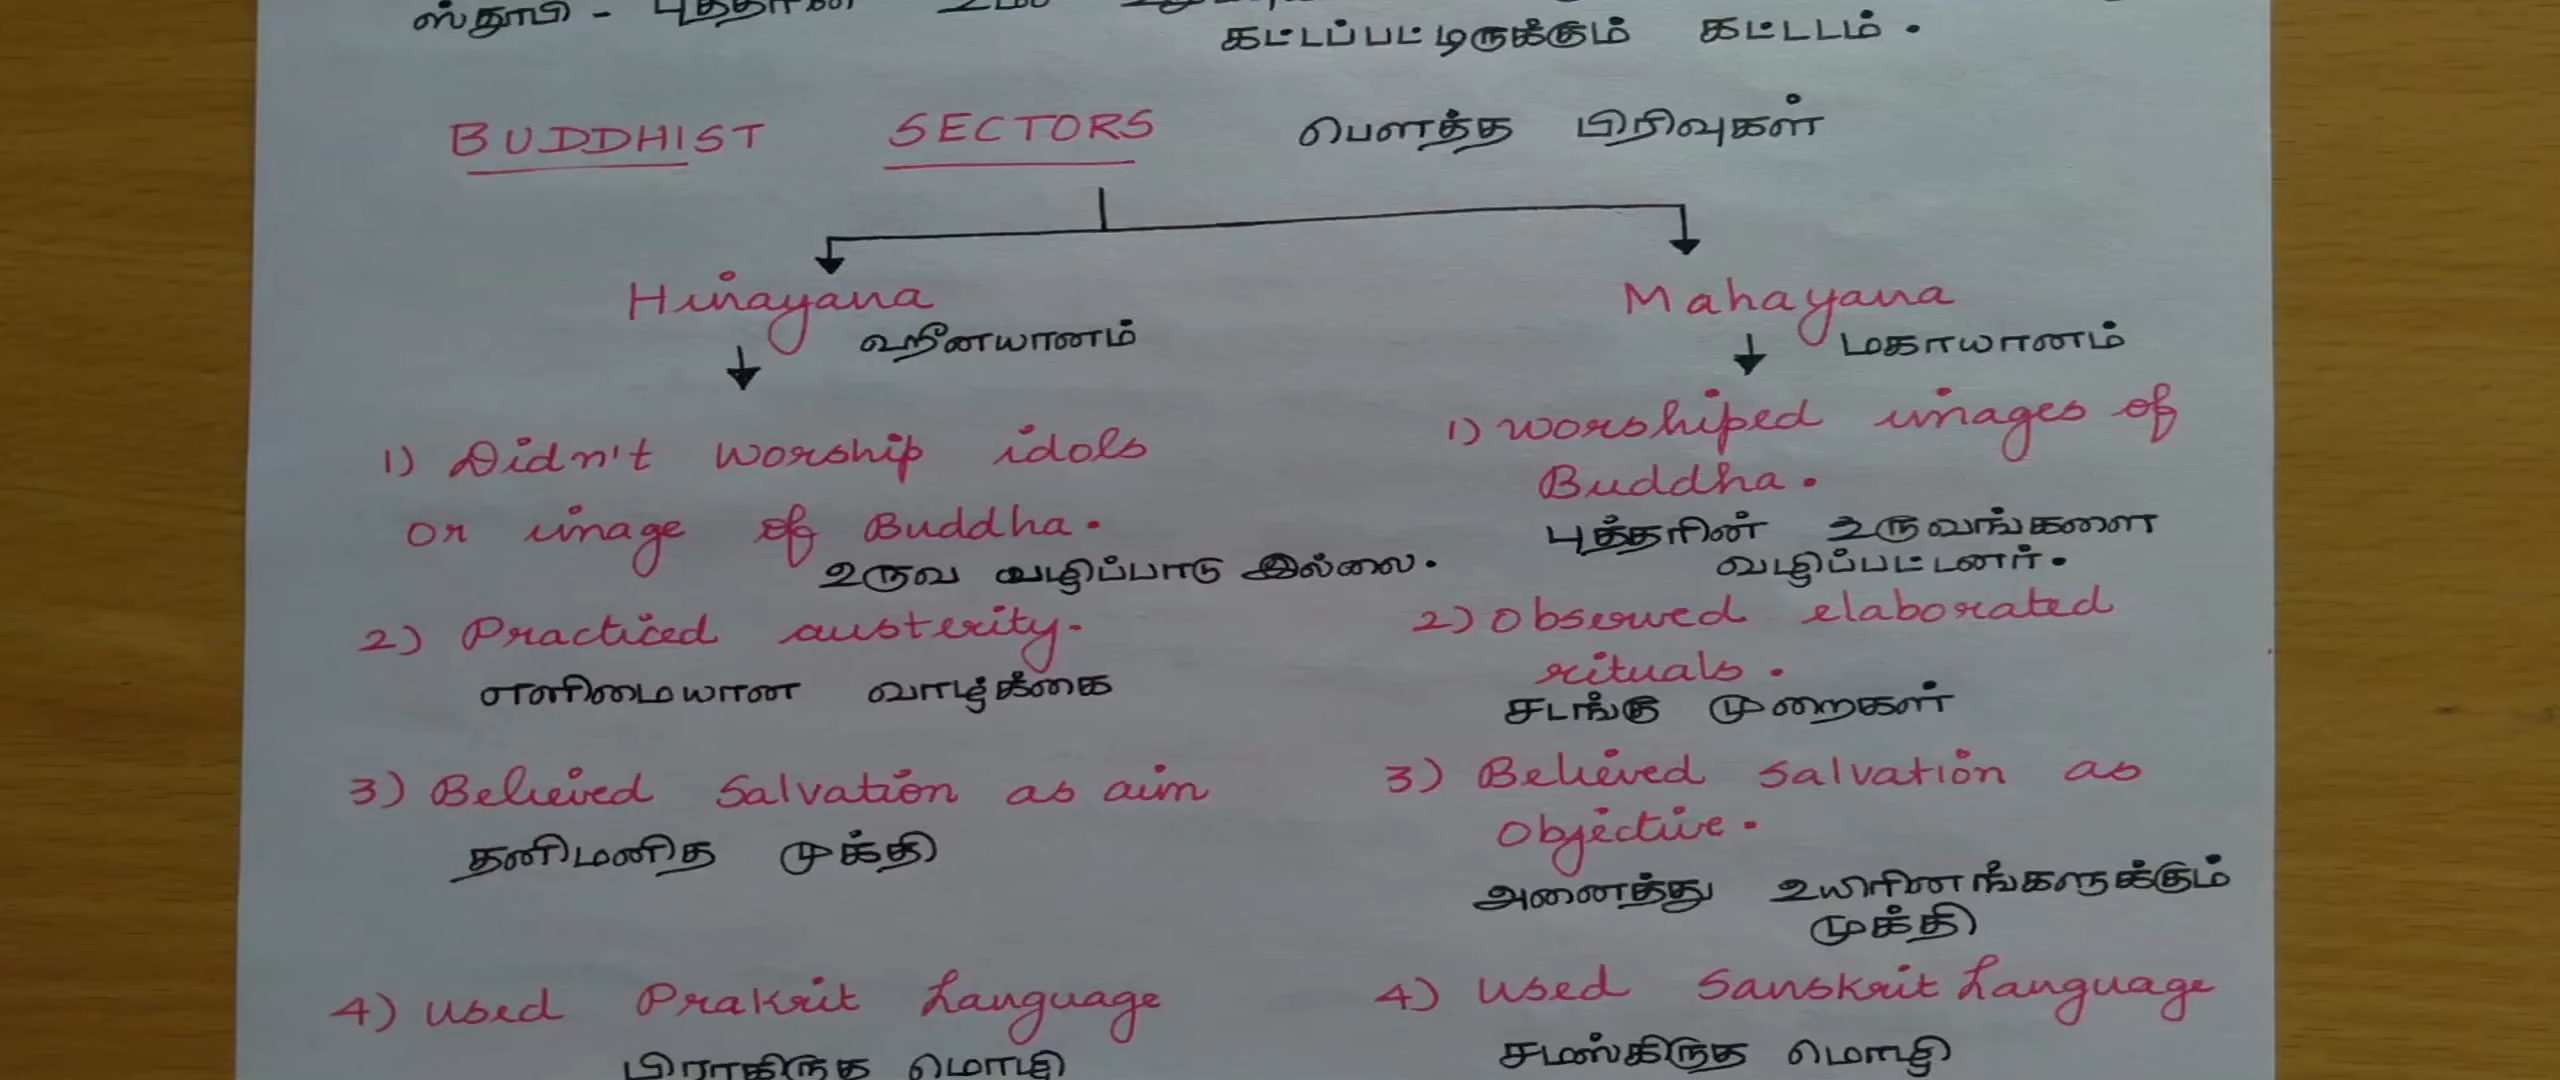 ஸ்தூபி - புத்தரின் உடல்
கட்டப்பட்டிருக்கும் கட்டடம்.
BUDDHIST SECTORS பௌத்த பிரிவுகள்
Hinayana
ஹீனயானம்
1) Didn't worship idols
or image of Buddha.
உருவ வழிப்பாடு இல்லை.
2) Practiced austerity.
எளிமையான வாழ்க்கை
3) Believed Salvation as aim
தனிமனித முக்தி
4) Used Prakrit Language
பிராகிருத மொழி
Mahayana
மகாயானம்
1) Worshiped images of
Buddha.
புத்தரின் உருவங்களை
வழிப்பட்டனர்.
2) Observed elaborated
rituals.
சடங்கு முறைகள்
3) Believed Salvation as
Objective.
அனைத்து உயிரினங்களுக்கும்
முக்தி
4) Used Sanskrit Language
சமஸ்கிருத மொழி